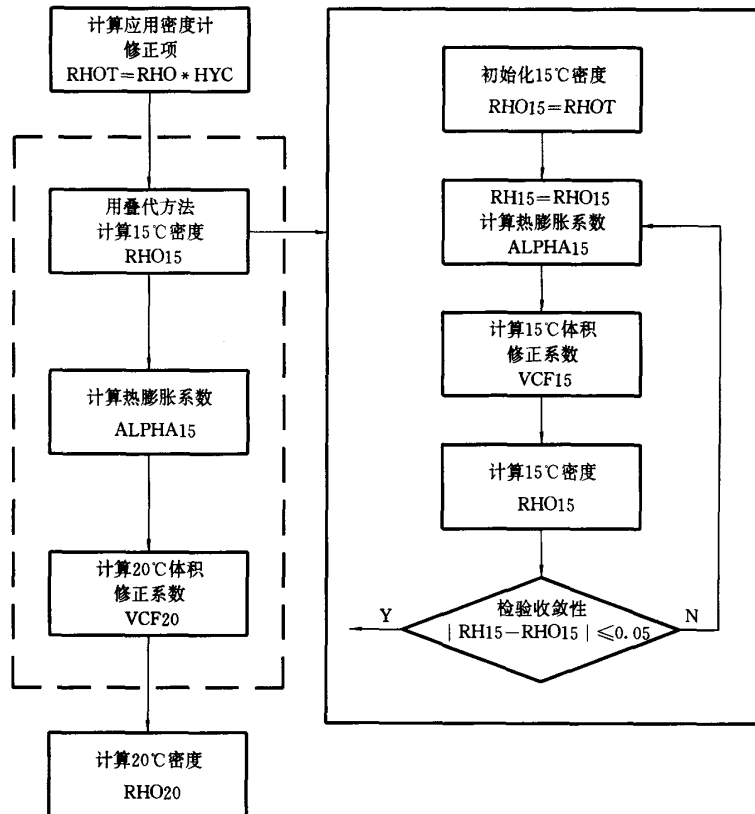 计算应用密度计
修正项
RHOT=RHO*HYC
用叠代方法
计算15℃密度
RHO15
计算热膨胀系数
ALPHA15
计算20℃体积
修正系数
VCF20
计算20℃密度
RHO20
初始化15℃密度
RHO15=RHOT
RH15=RHO15
计算热膨胀系数
ALPHA15
计算15℃体积
修正系数
VCF15
计算15℃密度
RHO15
检验收敛性
|RH15-RHO15|≤0.05
Y
N